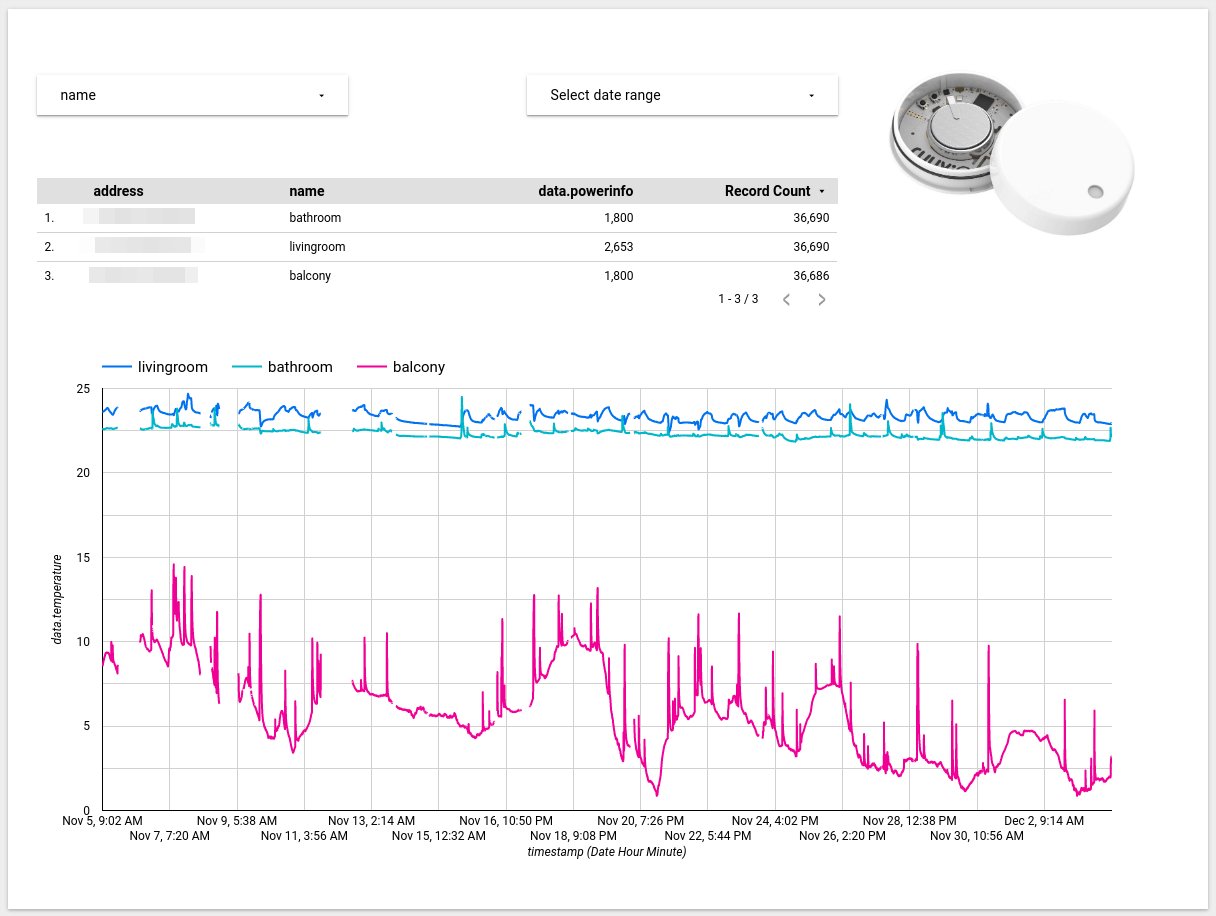 name
Select date range
address name data.powerinfo Record Count
1. bathroom 1,800 36,690
2. livingroom 2,653 36,690
3. balcony 1,800 36,686
1 - 3 / 3
livingroom bathroom balcony
25
20
15
10
5
0
data.temperature
Nov 5, 9:02 AM Nov 9, 5:38 AM Nov 13, 2:14 AM Nov 16, 10:50 PM Nov 20, 7:26 PM Nov 24, 4:02 PM Nov 28, 12:38 PM Dec 2, 9:14 AM
Nov 7, 7:20 AM Nov 11, 3:56 AM Nov 15, 12:32 AM Nov 18, 9:08 PM Nov 22, 5:44 PM Nov 26, 2:20 PM Nov 30, 10:56 AM
timestamp (Date Hour Minute)